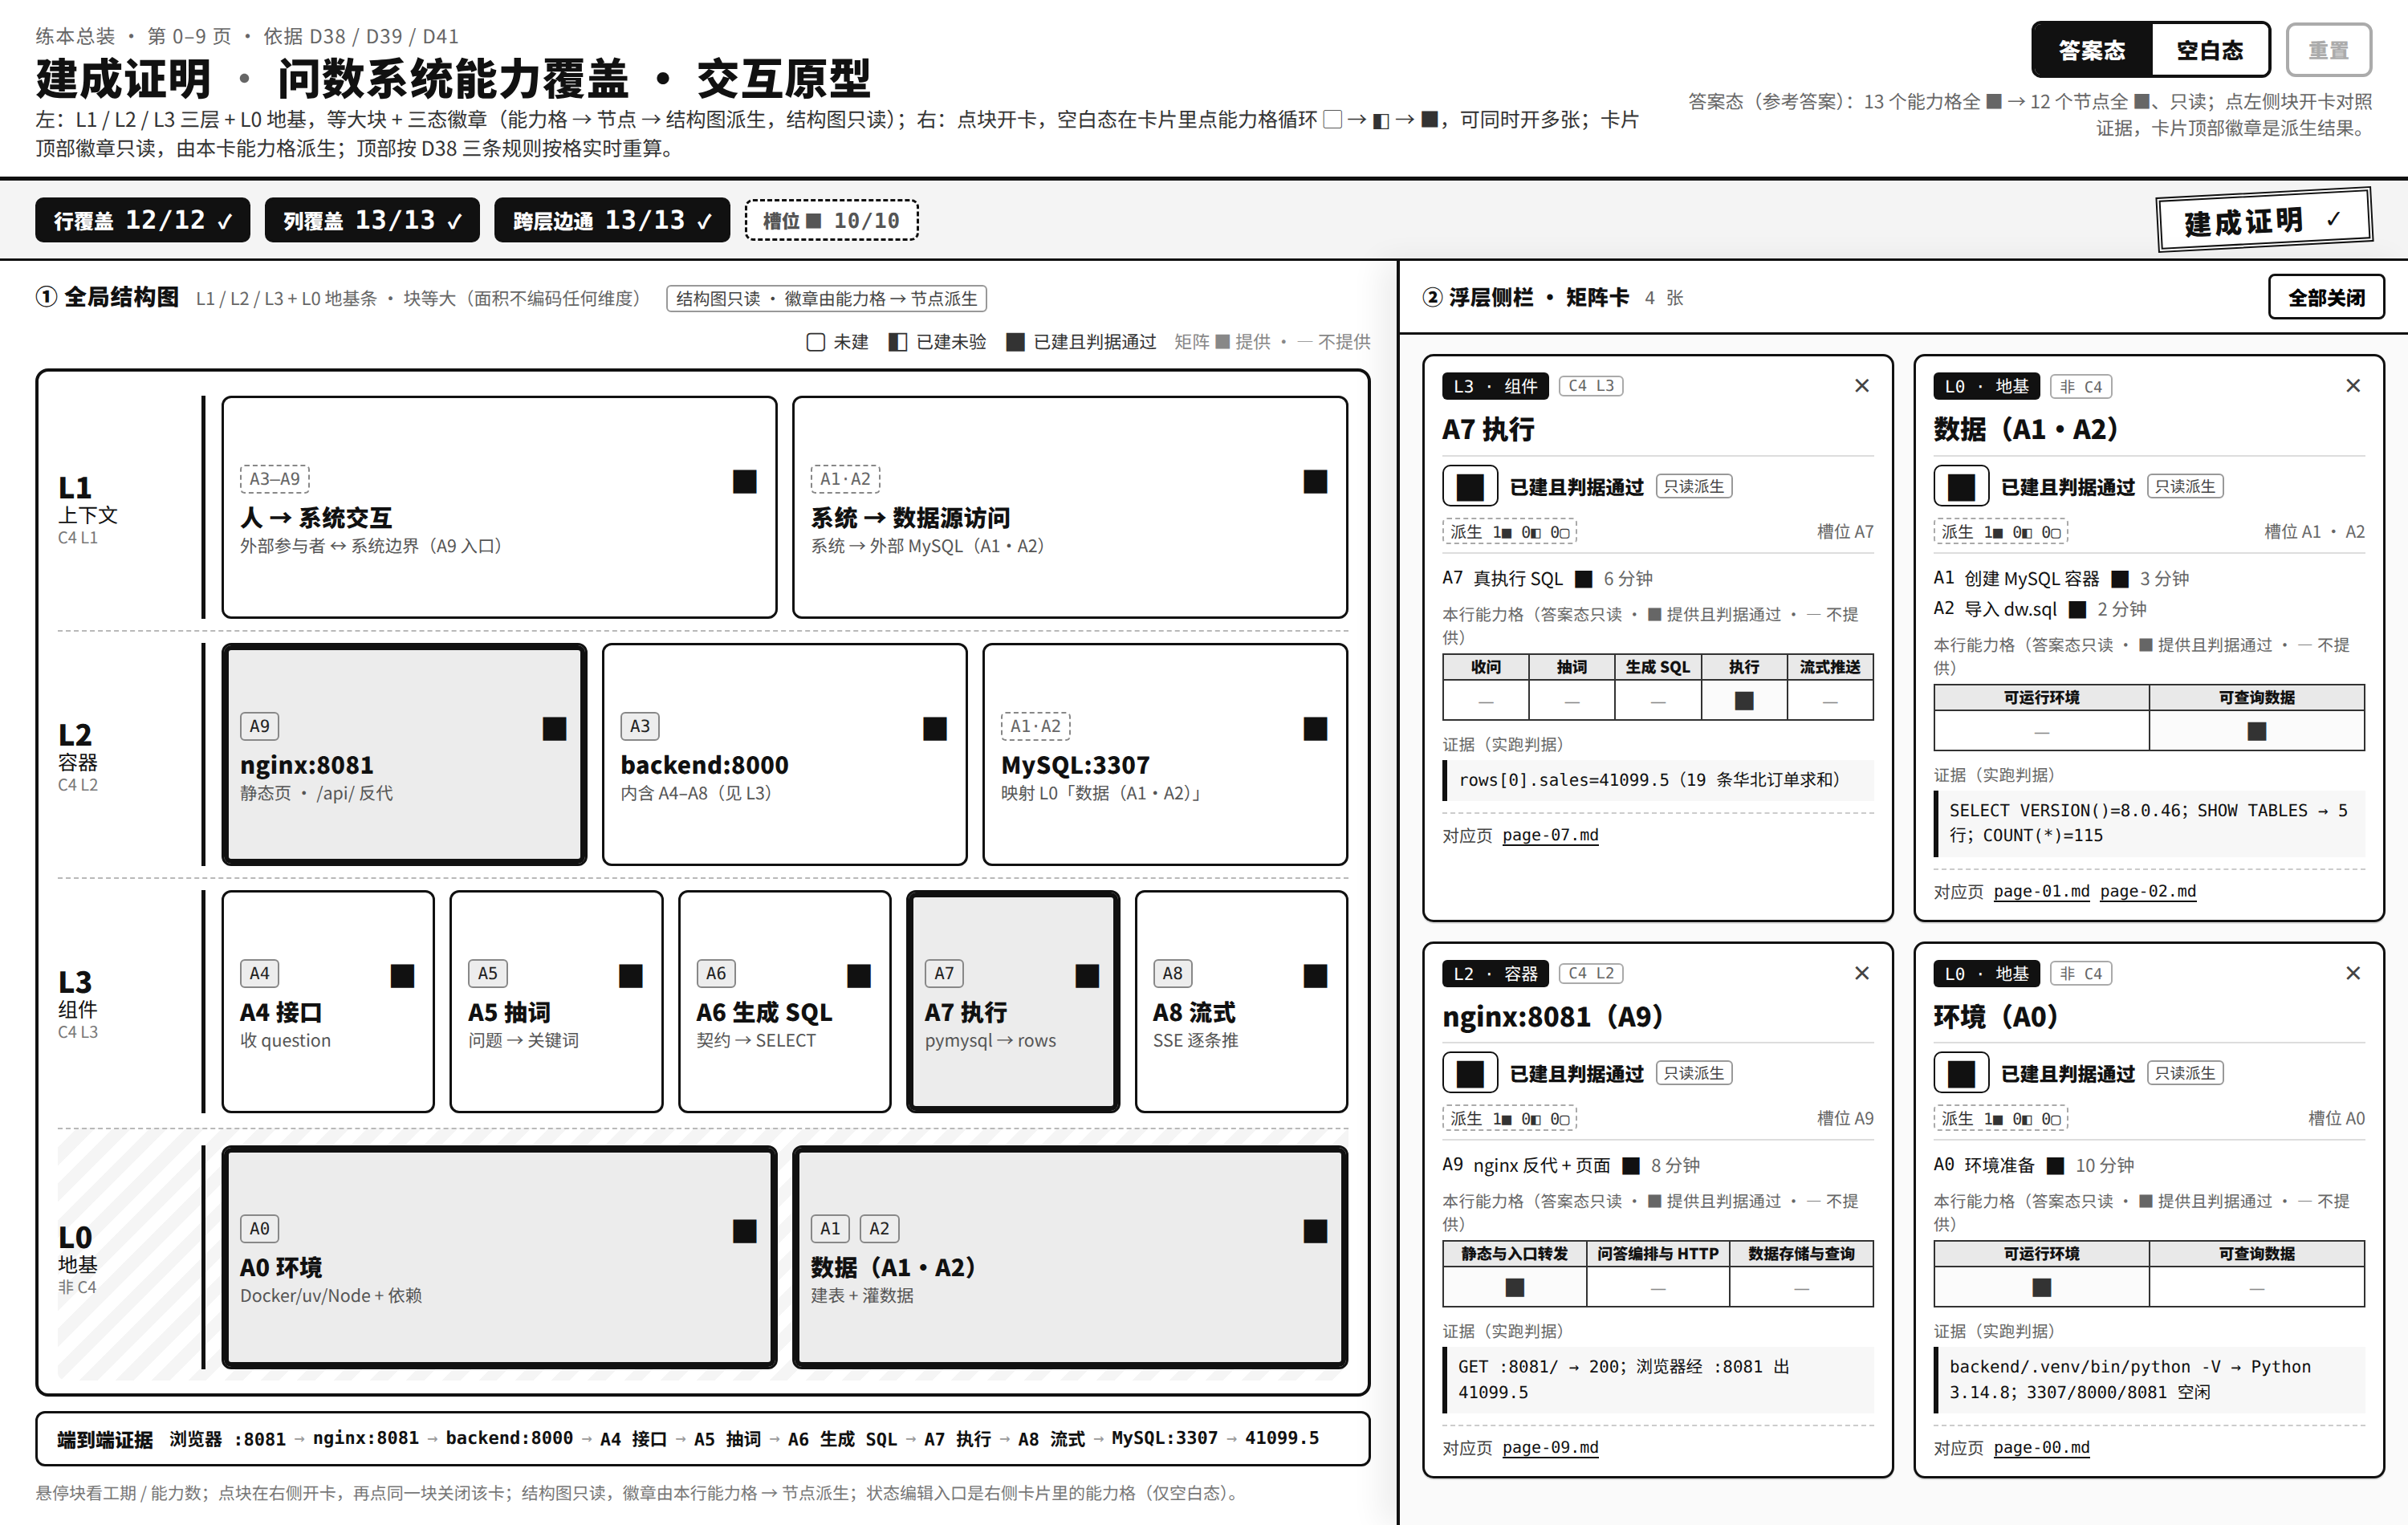 练本总装 · 第 0–9 页 · 依据 D38 / D39 / D41
建成证明 · 问数系统能力覆盖 · 交互原型
左：L1 / L2 / L3 三层 + L0 地基，等大块 + 三态徽章（能力格 → 节点 → 结构图派生，结构图只读）；右：点块开卡，空白态在卡片里点能力格循环 ▢ → ◧ → ■，可同时开多张；卡片
顶部徽章只读，由本卡能力格派生；顶部按 D38 三条规则按格实时重算。
答案态 空白态 重置
答案态（参考答案）：13 个能力格全 ■ → 12 个节点全 ■、只读；点左侧块开卡对照
证据，卡片顶部徽章是派生结果。
行覆盖 12/12 ✓ 列覆盖 13/13 ✓ 跨层边通 13/13 ✓ 槽位 ■ 10/10
建成证明 ✓
① 全局结构图 L1 / L2 / L3 + L0 地基条 · 块等大（面积不编码任何维度） 结构图只读 · 徽章由能力格 → 节点派生
▢ 未建 ◧ 已建未验 ■ 已建且判据通过 矩阵 ■ 提供 · — 不提供
L1
上下文
C4 L1
A3–A9 ■
人 → 系统交互
外部参与者 ↔ 系统边界（A9 入口）
A1·A2 ■
系统 → 数据源访问
系统 → 外部 MySQL（A1·A2）
L2
容器
C4 L2
A9 ■
nginx:8081
静态页 · /api/ 反代
A3 ■
backend:8000
内含 A4–A8（见 L3）
A1·A2 ■
MySQL:3307
映射 L0「数据（A1·A2）」
L3
组件
C4 L3
A4 ■
A4 接口
收 question
A5 ■
A5 抽词
问题 → 关键词
A6 ■
A6 生成 SQL
契约 → SELECT
A7 ■
A7 执行
pymysql → rows
A8 ■
A8 流式
SSE 逐条推
L0
地基
非 C4
A0 ■
A0 环境
Docker/uv/Node + 依赖
A1 A2 ■
数据（A1·A2）
建表 + 灌数据
端到端证据 浏览器 :8081 → nginx:8081 → backend:8000 → A4 接口 → A5 抽词 → A6 生成 SQL → A7 执行 → A8 流式 → MySQL:3307 → 41099.5
悬停块看工期 / 能力数；点块在右侧开卡，再点同一块关闭该卡；结构图只读，徽章由本行能力格 → 节点派生；状态编辑入口是右侧卡片里的能力格（仅空白态）。
② 浮层侧栏 · 矩阵卡 4 张 全部关闭
L3 · 组件 C4 L3 ✕
A7 执行
■ 已建且判据通过 只读派生
派生 1■ 0◧ 0▢ 槽位 A7
A7 真执行 SQL ■ 6 分钟
本行能力格（答案态只读 · ■ 提供且判据通过 · — 不提
供）
收问 抽词 生成 SQL 执行 流式推送
— — — ■ —
证据（实跑判据）
rows[0].sales=41099.5（19 条华北订单求和）
对应页 page-07.md
L0 · 地基 非 C4 ✕
数据（A1·A2）
■ 已建且判据通过 只读派生
派生 1■ 0◧ 0▢ 槽位 A1 · A2
A1 创建 MySQL 容器 ■ 3 分钟
A2 导入 dw.sql ■ 2 分钟
本行能力格（答案态只读 · ■ 提供且判据通过 · — 不提
供）
可运行环境 可查询数据
— ■
证据（实跑判据）
SELECT VERSION()=8.0.46；SHOW TABLES → 5
行；COUNT(*)=115
对应页 page-01.md page-02.md
L2 · 容器 C4 L2 ✕
nginx:8081（A9）
■ 已建且判据通过 只读派生
派生 1■ 0◧ 0▢ 槽位 A9
A9 nginx 反代 + 页面 ■ 8 分钟
本行能力格（答案态只读 · ■ 提供且判据通过 · — 不提
供）
静态与入口转发 问答编排与 HTTP 数据存储与查询
■ — —
证据（实跑判据）
GET :8081/ → 200；浏览器经 :8081 出
41099.5
对应页 page-09.md
L0 · 地基 非 C4 ✕
环境（A0）
■ 已建且判据通过 只读派生
派生 1■ 0◧ 0▢ 槽位 A0
A0 环境准备 ■ 10 分钟
本行能力格（答案态只读 · ■ 提供且判据通过 · — 不提
供）
可运行环境 可查询数据
■ —
证据（实跑判据）
backend/.venv/bin/python -V → Python
3.14.8；3307/8000/8081 空闲
对应页 page-00.md